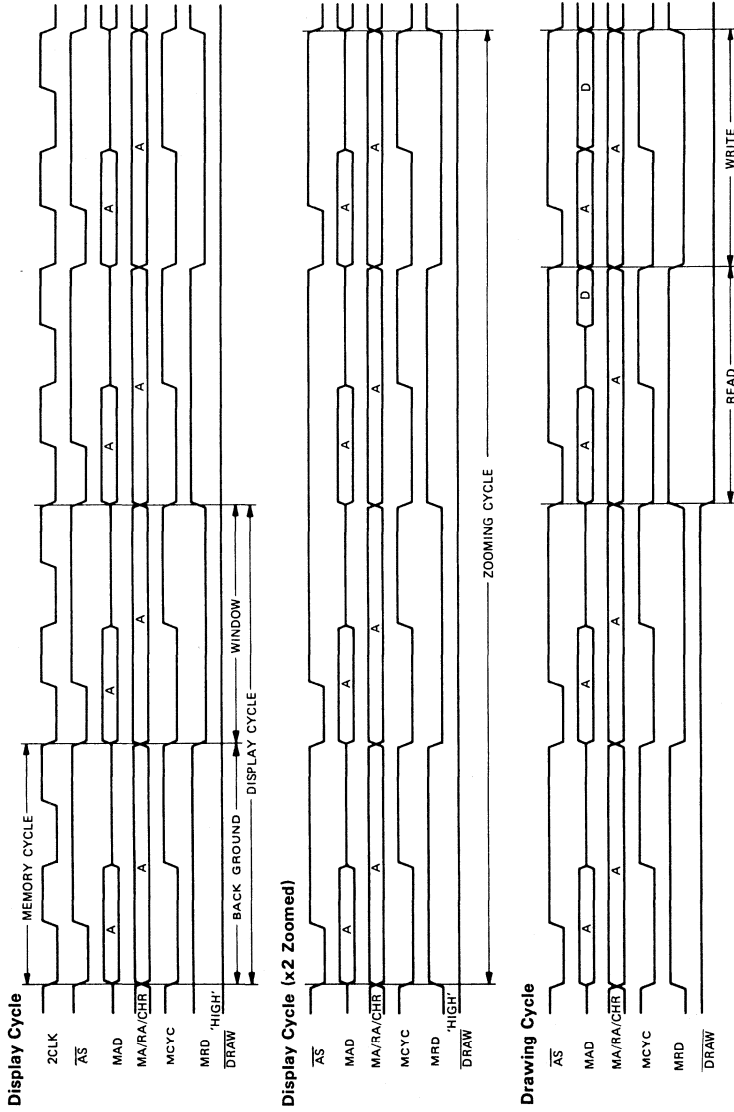 Display Cycle
MEMORY CYCLE
2CLK
AS
MAD A A A A
MA/RA/CHR A A A A
MCYC
MRD
'HIGH'
DRAW
BACK GROUND WINDOW
DISPLAY CYCLE
Display Cycle (x2 Zoomed)
AS
MAD A A A A
MA/RA/CHR A A A A
MCYC
MRD
'HIGH'
DRAW
ZOOMING CYCLE
Drawing Cycle
AS
MAD A A A D A D
MA/RA/CHR A A A A
MCYC
MRD
DRAW
READ WRITE